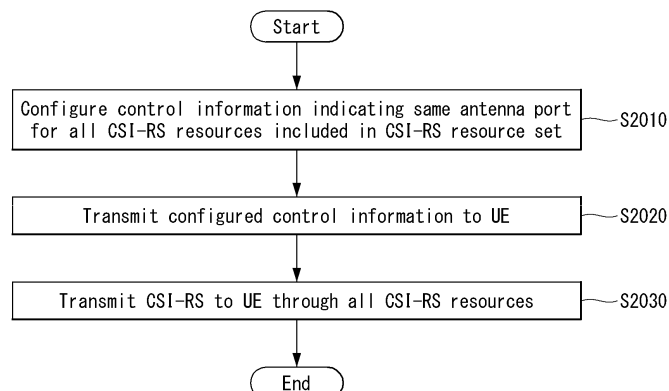 Start
Configure control information indicating same antenna port
for all CSI-RS resources included in CSI-RS resource set
S2010
Transmit configured control information to UE
S2020
Transmit CSI-RS to UE through all CSI-RS resources
S2030
End